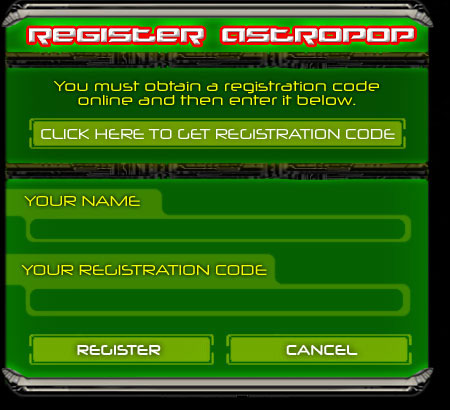 REGISTER ASTROPOP
You must obtain a registration code
online and then enter it below.
CLICK HERE TO GET REGISTRATION CODE
YOUR NAME
YOUR REGISTRATION CODE
REGISTER
CANCEL